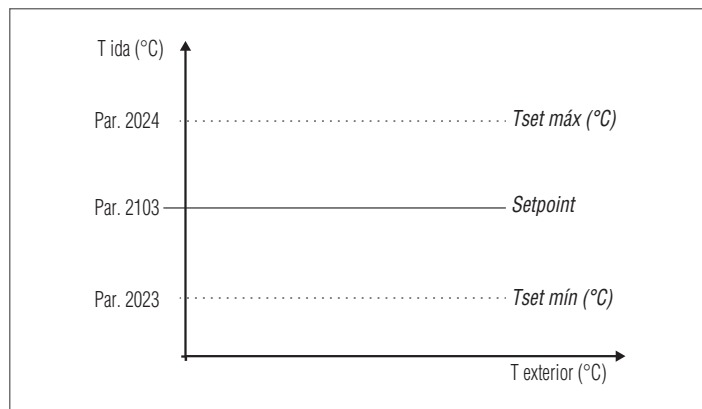 T ida (°C)
Par. 2024
Tset máx (°C)
Par. 2103
Setpoint
Par. 2023
Tset mín (°C)
T exterior (°C)